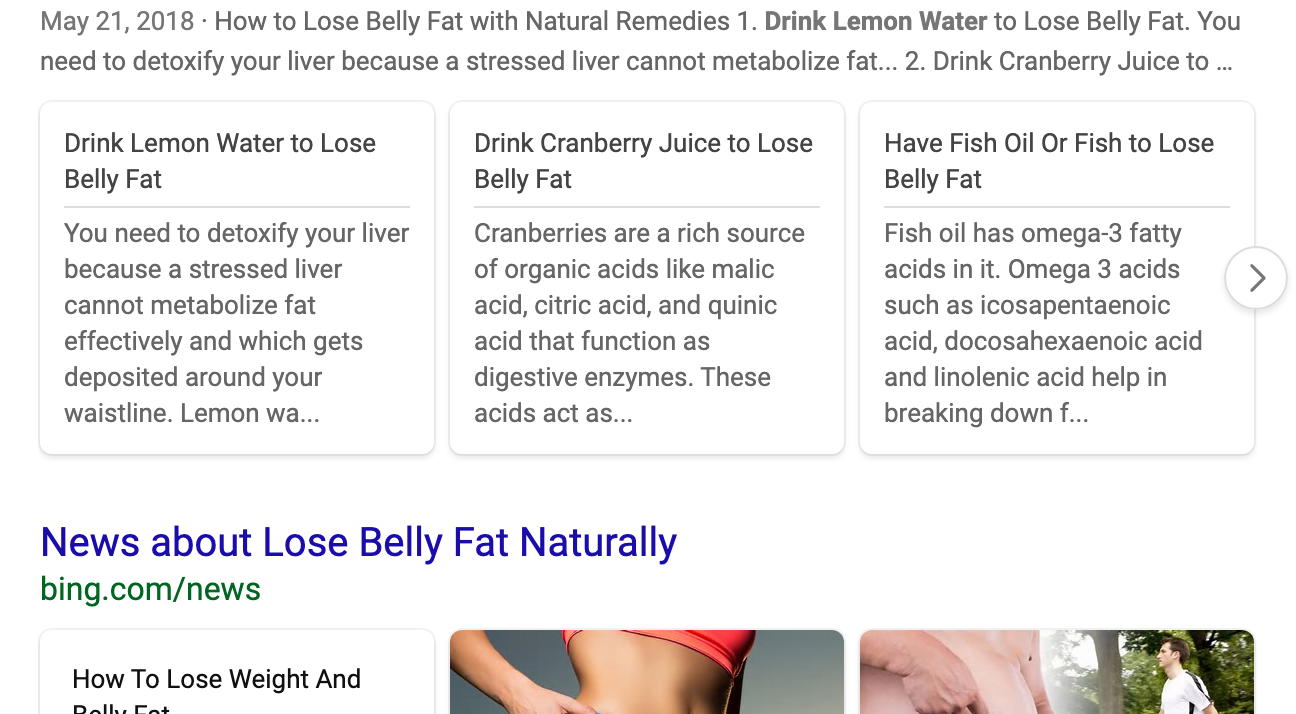 May 21, 2018 · How to Lose Belly Fat with Natural Remedies 1. Drink Lemon Water to Lose Belly Fat. You
need to detoxify your liver because a stressed liver cannot metabolize fat... 2. Drink Cranberry Juice to ...
Drink Lemon Water to Lose
Belly Fat
You need to detoxify your liver
because a stressed liver
cannot metabolize fat
effectively and which gets
deposited around your
waistline. Lemon wa...
Drink Cranberry Juice to Lose
Belly Fat
Cranberries are a rich source
of organic acids like malic
acid, citric acid, and quinic
acid that function as
digestive enzymes. These
acids act as...
Have Fish Oil Or Fish to Lose
Belly Fat
Fish oil has omega-3 fatty
acids in it. Omega 3 acids
such as icosapentaenoic
acid, docosahexaenoic acid
and linolenic acid help in
breaking down f...
News about Lose Belly Fat Naturally
bing.com/news
How To Lose Weight And
Belly Fat